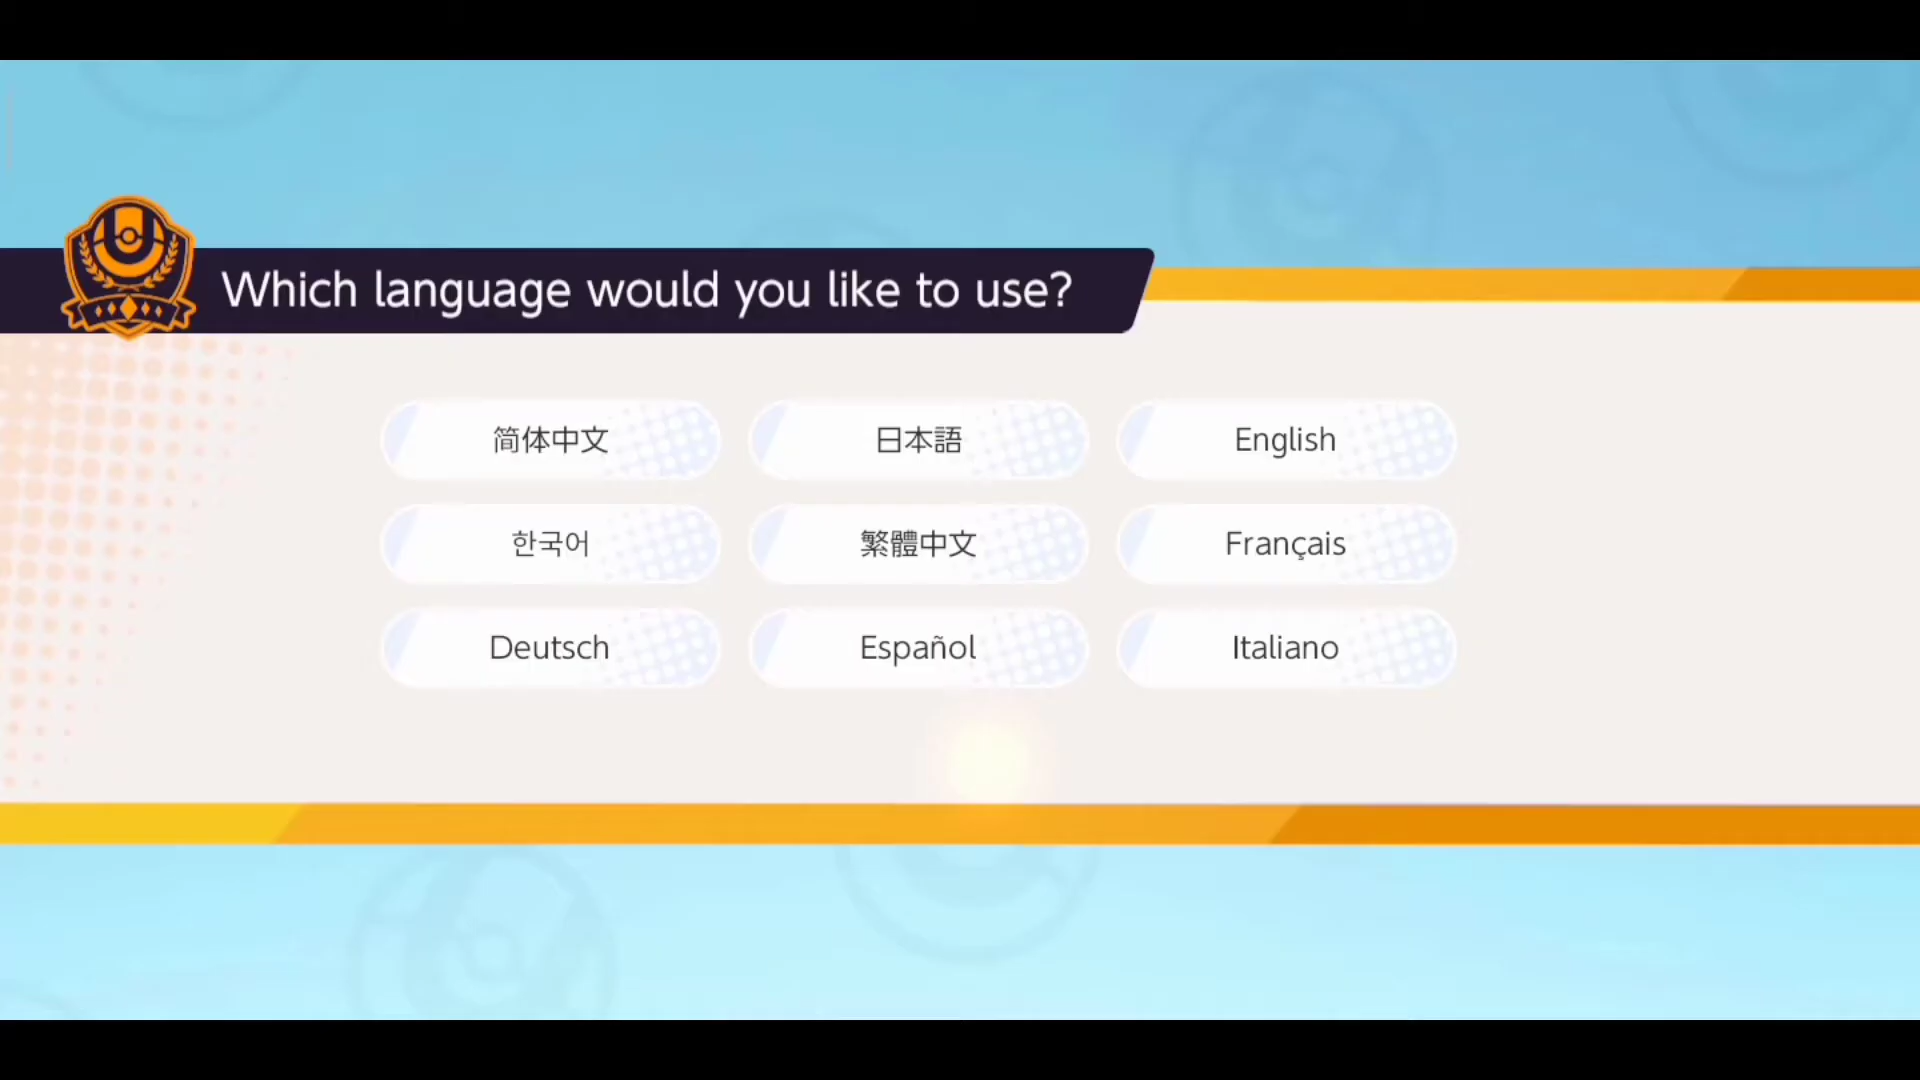 Which language would you like to use?
简体中文
日本語
English
한국어
繁體中文
Français
Deutsch
Español
Italiano